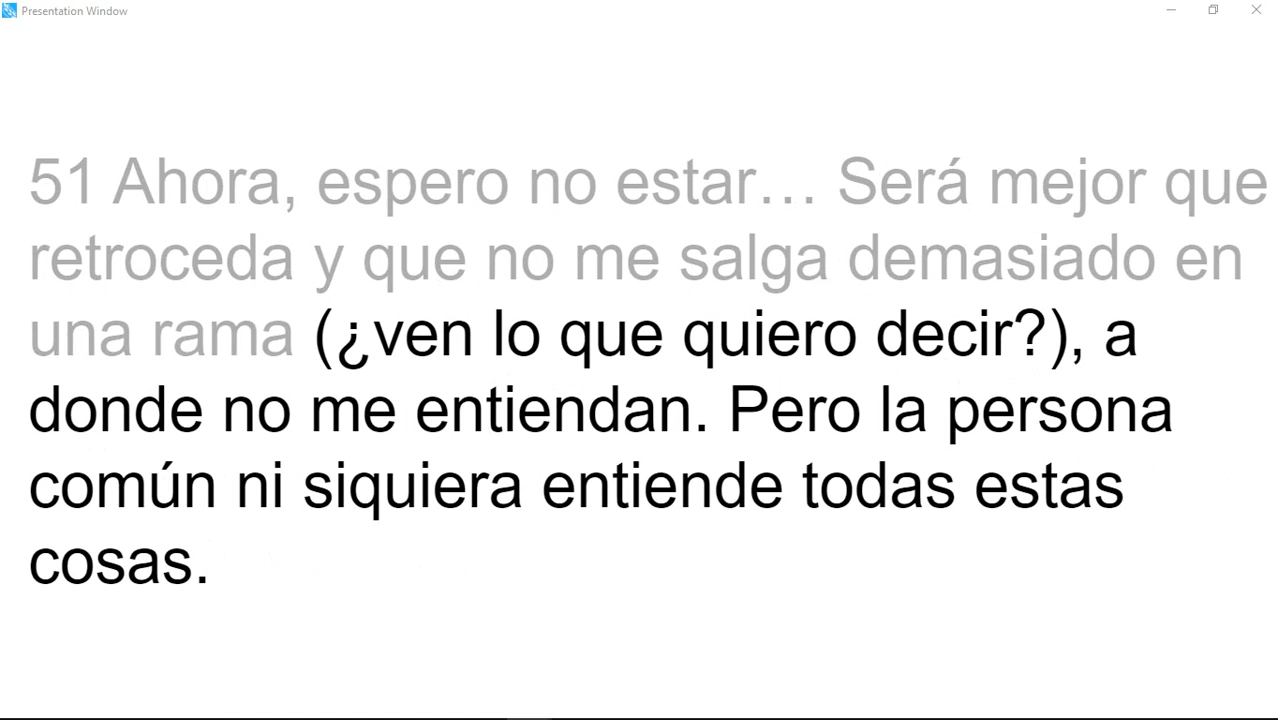 Presentation Window
51 Ahora, espero no estar… Será mejor que
retroceda y que no me salga demasiado en
una rama (¿ven lo que quiero decir?), a
donde no me entiendan. Pero la persona
común ni siquiera entiende todas estas
cosas.